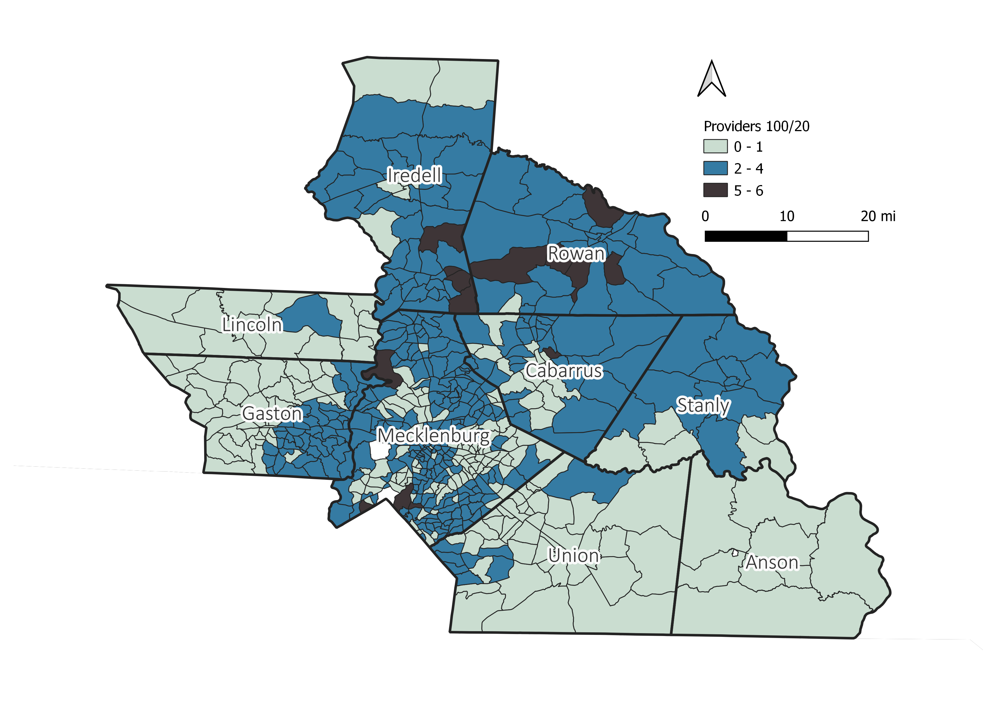 Providers 100/20
0 - 1
2 - 4
5 - 6
0 10 20 mi
Iredell
Rowan
Lincoln
Cabarrus
Stanly
Gaston
Mecklenburg
Union
Anson